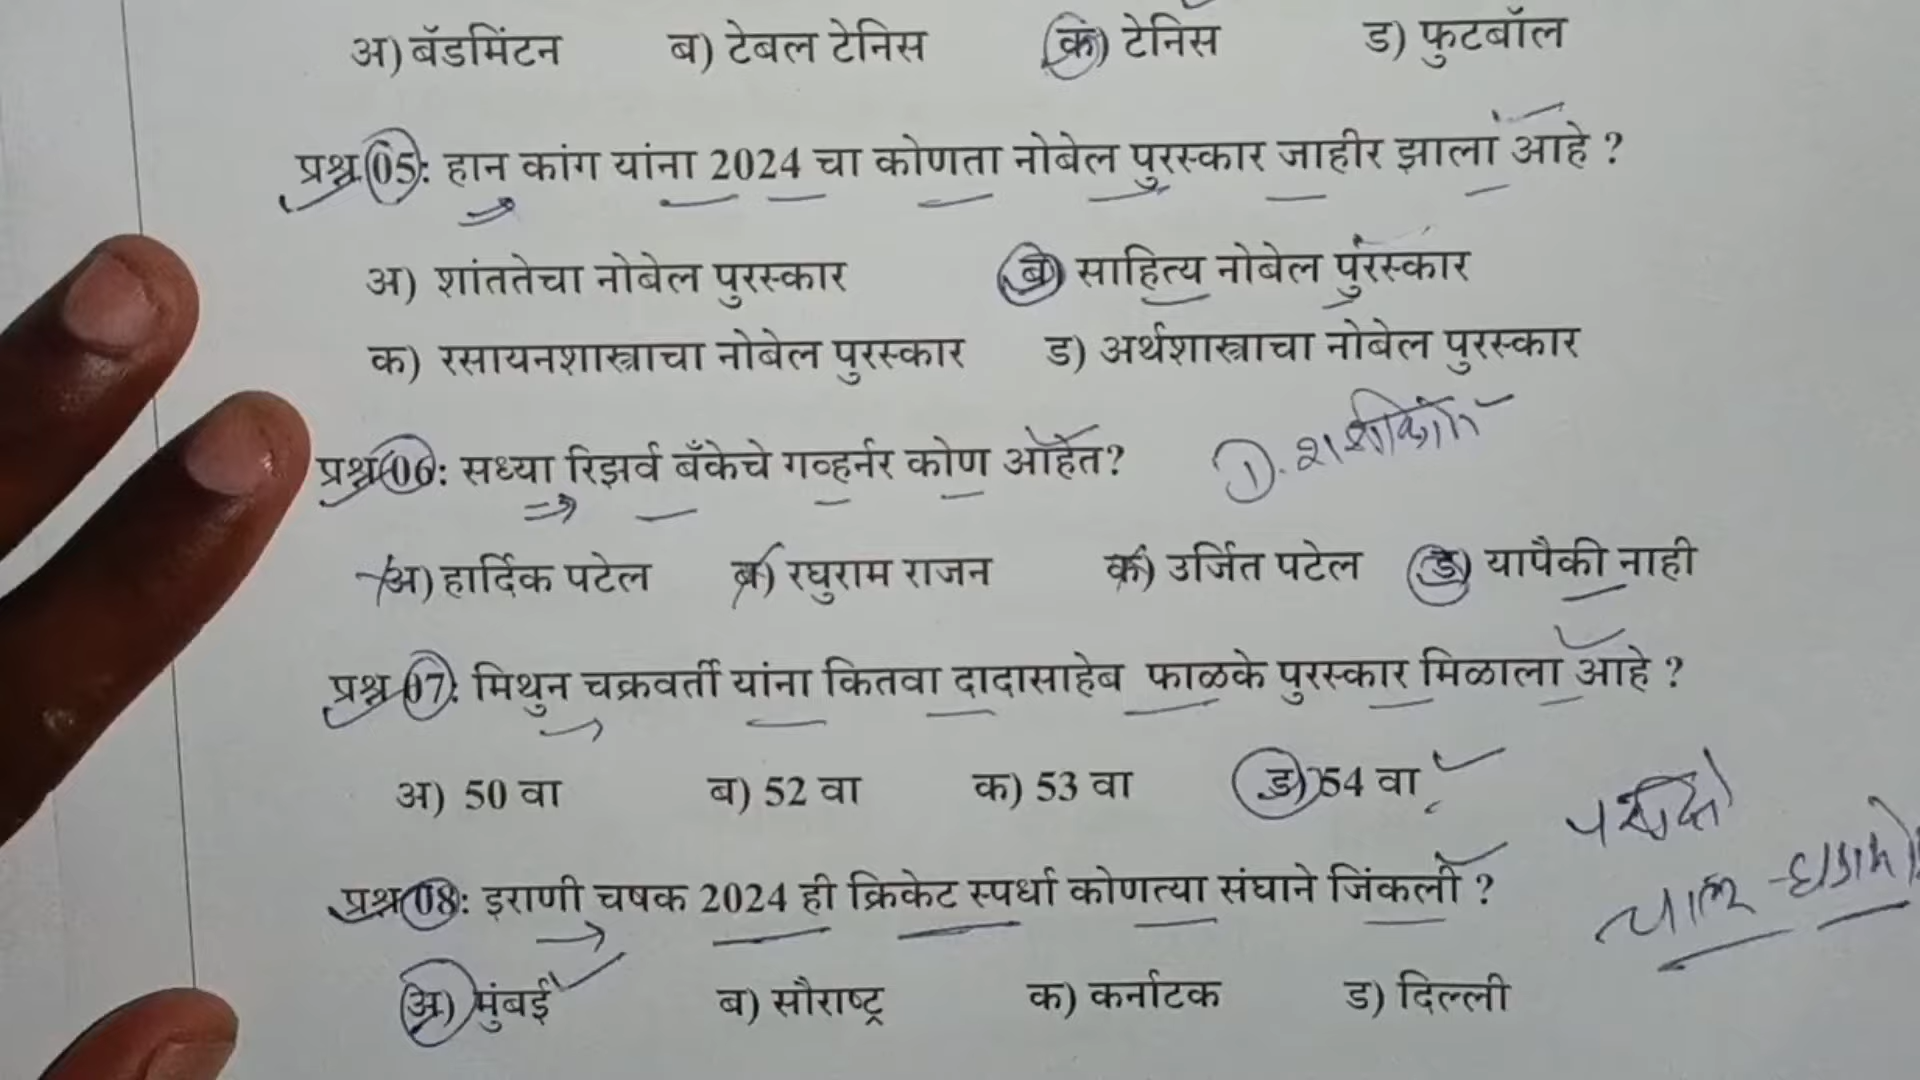 अ) बॅडमिंटन ब) टेबल टेनिस क) टेनिस ड) फुटबॉल
प्रश्न 05: हान कांग यांना 2024 चा कोणता नोबेल पुरस्कार जाहीर झाला आहे ?
अ) शांततेचा नोबेल पुरस्कार ब) साहित्य नोबेल पुरस्कार
क) रसायनशास्त्राचा नोबेल पुरस्कार ड) अर्थशास्त्राचा नोबेल पुरस्कार
प्रश्न 06: सध्या रिझर्व बँकेचे गव्हर्नर कोण आहेत?
अ) हार्दिक पटेल ब) रघुराम राजन क) उर्जित पटेल ड) यापैकी नाही
प्रश्न 07: मिथुन चक्रवर्ती यांना कितवा दादासाहेब फाळके पुरस्कार मिळाला आहे ?
अ) 50 वा ब) 52 वा क) 53 वा ड) 54 वा
प्रश्न 08: इराणी चषक 2024 ही क्रिकेट स्पर्धा कोणत्या संघाने जिंकली ?
अ) मुंबई ब) सौराष्ट्र क) कर्नाटक ड) दिल्ली